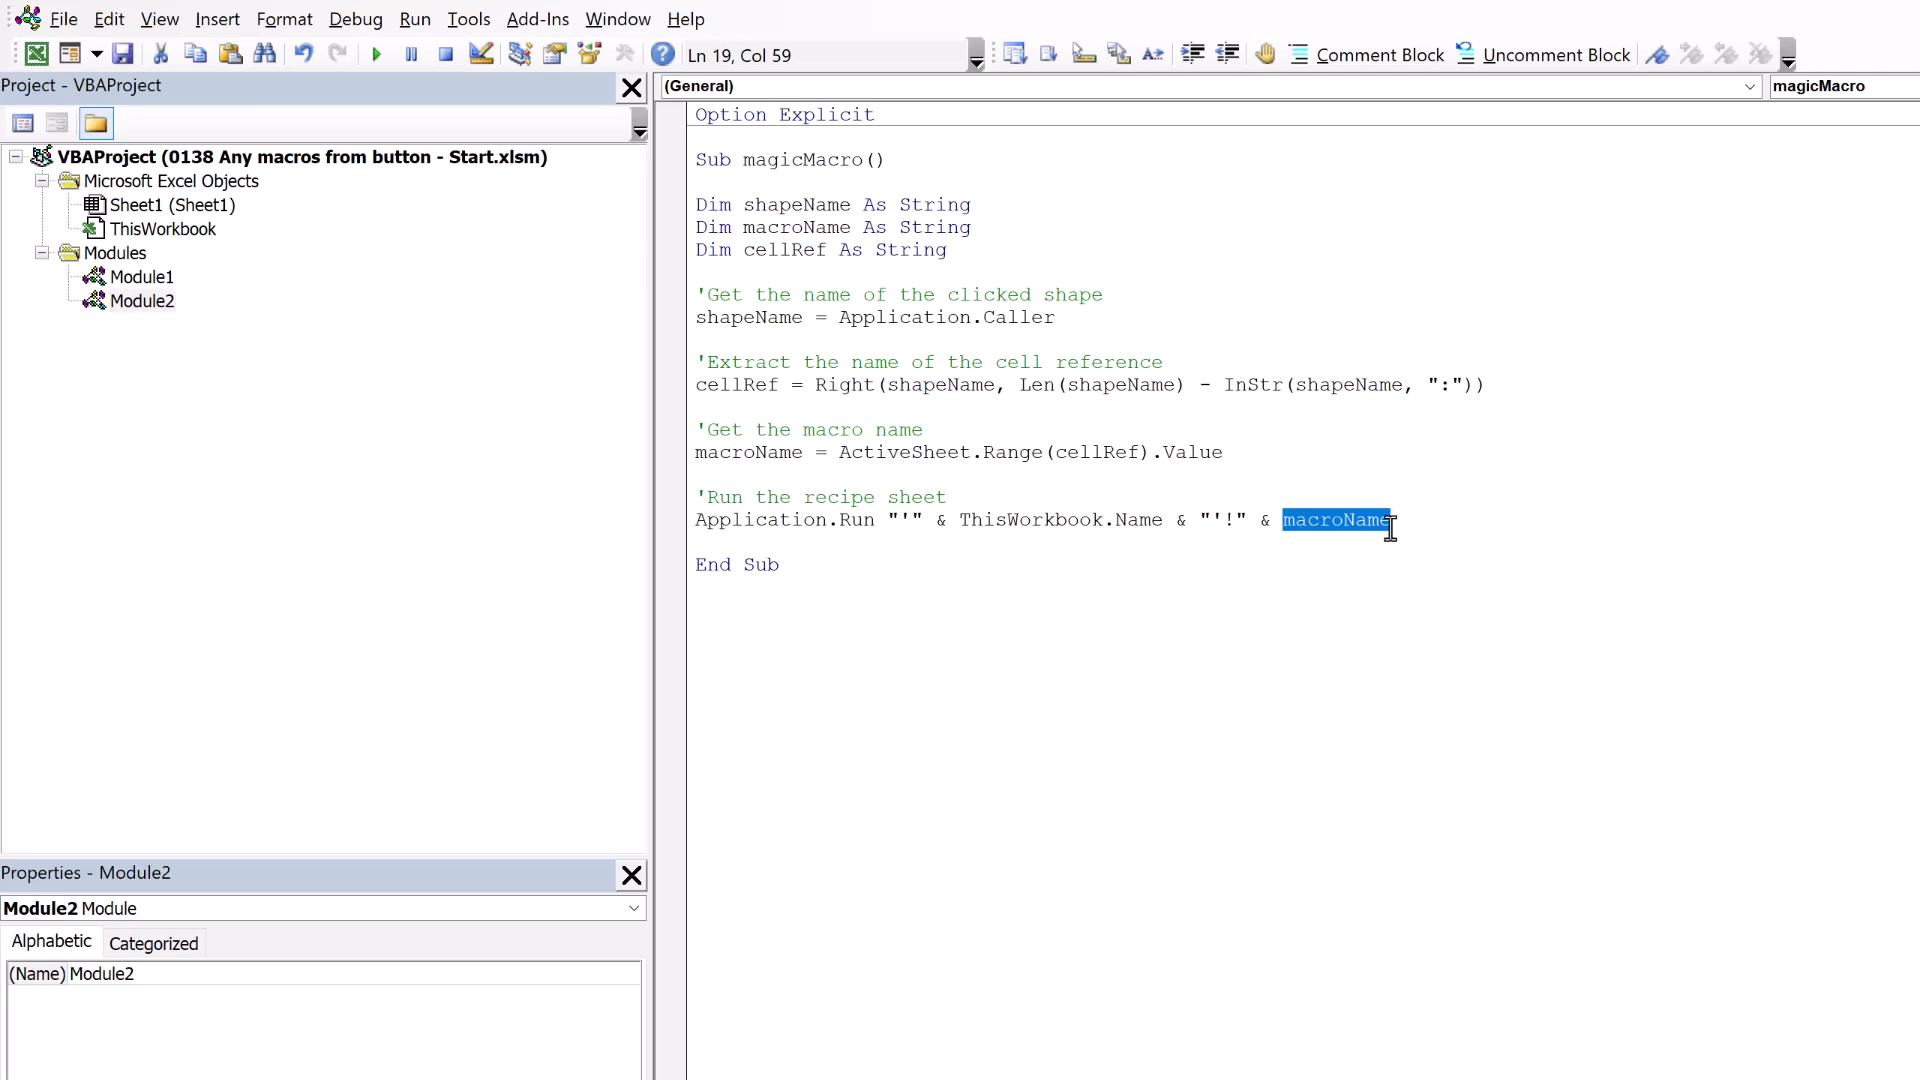 File Edit View Insert Format Debug Run Tools Add-Ins Window Help
Ln 19, Col 59
Comment Block Uncomment Block
Project - VBAProject
(General)
magicMacro
VBAProject (0138 Any macros from button - Start.xlsm)
Microsoft Excel Objects
Sheet1 (Sheet1)
ThisWorkbook
Modules
Module1
Module2
Properties - Module2
Module2 Module
Alphabetic Categorized
(Name) Module2
Option Explicit
Sub magicMacro()
Dim shapeName As String
Dim macroName As String
Dim cellRef As String
'Get the name of the clicked shape
shapeName = Application.Caller
'Extract the name of the cell reference
cellRef = Right(shapeName, Len(shapeName) - InStr(shapeName, ":"))
'Get the macro name
macroName = ActiveSheet.Range(cellRef).Value
'Run the recipe sheet
Application.Run "'" & ThisWorkbook.Name & "'!" & macroName
End Sub